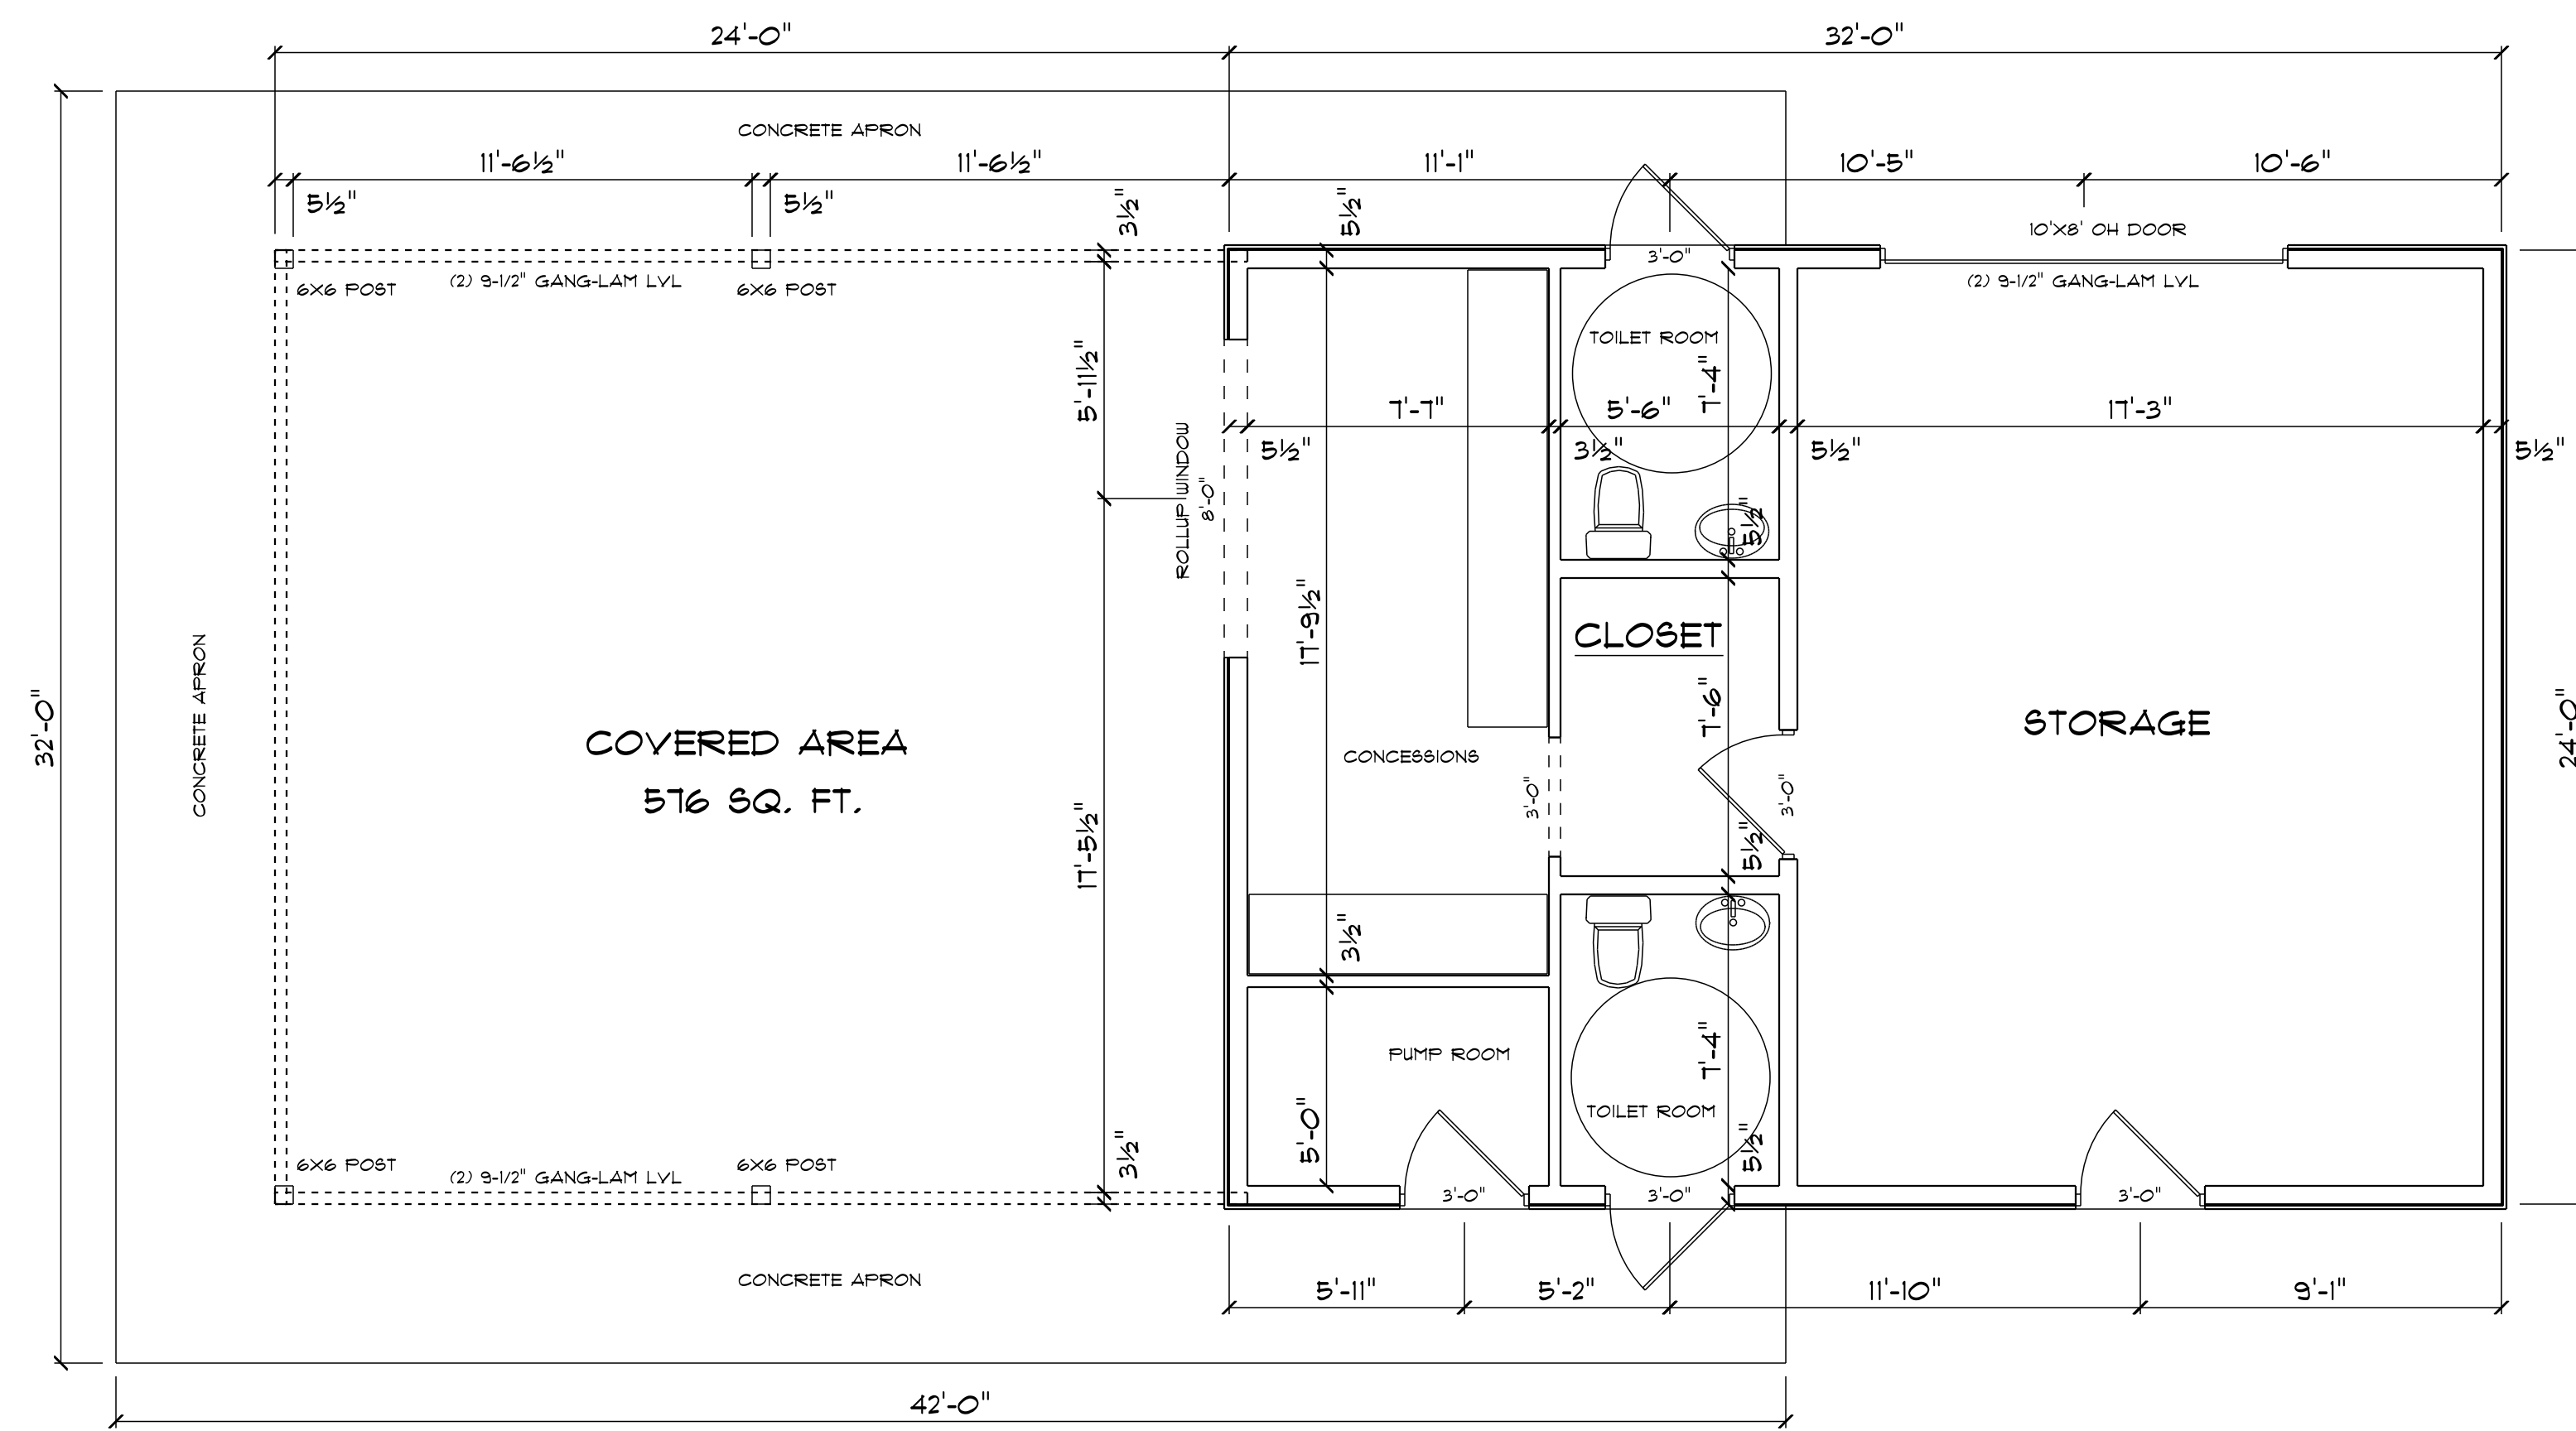 24'-0"
32'-0"
CONCRETE APRON
11'-6½"
11'-6½"
11'-1"
10'-5"
10'-6"
5½"
5½"
3½"
5½"
10'X8' OH DOOR
3'-0"
6X6 POST
(2) 9-1/2" GANG-LAM LVL
6X6 POST
(2) 9-1/2" GANG-LAM LVL
TOILET ROOM
5'-11½"
7'-4"
7'-7"
5'-6"
17'-3"
5½"
3½"
5½"
5½"
ROLLUP WINDOW
8'-0"
5½"
17'-9½"
CLOSET
7'-6"
CONCRETE APRON
32'-0"
COVERED AREA
576 SQ. FT.
STORAGE
24'-0"
CONCESSIONS
3'-0"
3'-0"
17'-5½"
5½"
3½"
PUMP ROOM
7'-4"
TOILET ROOM
5'-0"
3½"
5½"
6X6 POST
(2) 9-1/2" GANG-LAM LVL
6X6 POST
3'-0"
3'-0"
3'-0"
CONCRETE APRON
5'-11"
5'-2"
11'-10"
9'-1"
42'-0"